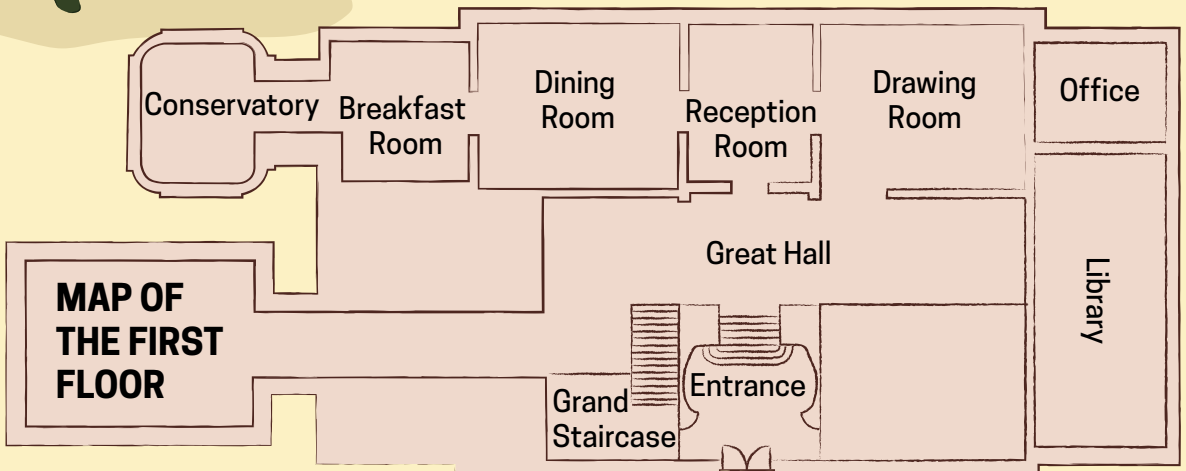 Conservatory
Breakfast
Room
Dining
Room
Reception
Room
Drawing
Room
Office
Great Hall
Library
MAP OF
THE FIRST
FLOOR
Grand
Staircase
Entrance